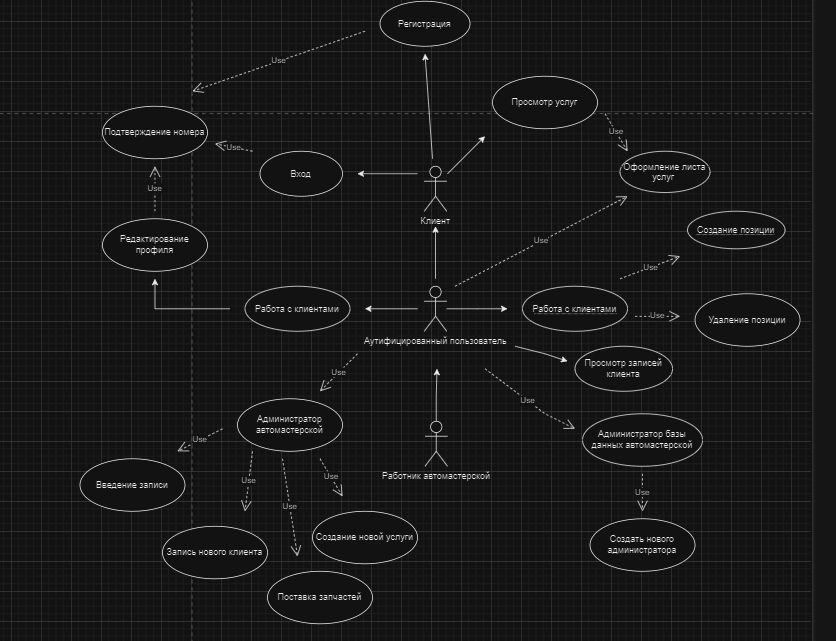 Регистрация
Use
Просмотр услуг
Подтверждение номера
Use
Use
Вход
Оформление листа
услуг
Use
Клиент
Редактирование
профиля
Создание позиции
Use
Use
Работа с клиентами
Работа с клиентами
Use
Удаление позиции
Аутифицированный пользователь
Просмотр записей
клиента
Use
Use
Администратор
автомастерской
Администратор базы
данных автомастерской
Use
Работник автомастерской
Введение записи
Use
Use
Use
Use
Создание новой услуги
Запись нового клиента
Создать нового
администратора
Поставка запчастей